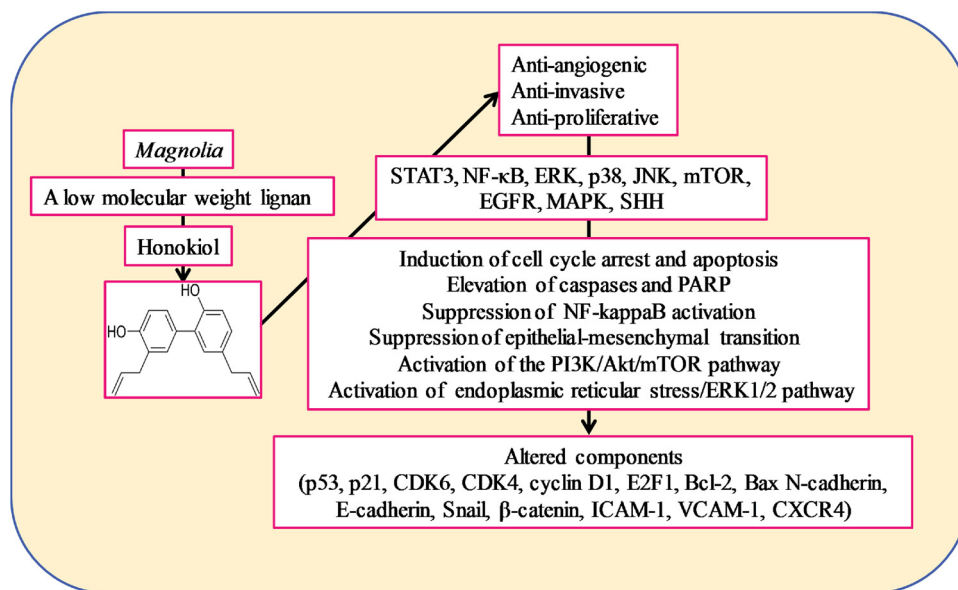 Magnolia
A low molecular weight lignan
Honokiol
HO
HO
Anti-angiogenic
Anti-invasive
Anti-proliferative
STAT3, NF-κB, ERK, p38, JNK, mTOR,
EGFR, MAPK, SHH
Induction of cell cycle arrest and apoptosis
Elevation of caspases and PARP
Suppression of NF-kappaB activation
Suppression of epithelial-mesenchymal transition
Activation of the PI3K/Akt/mTOR pathway
Activation of endoplasmic reticular stress/ERK1/2 pathway
Altered components
(p53, p21, CDK6, CDK4, cyclin D1, E2F1, Bcl-2, Bax N-cadherin,
E-cadherin, Snail, β-catenin, ICAM-1, VCAM-1, CXCR4)